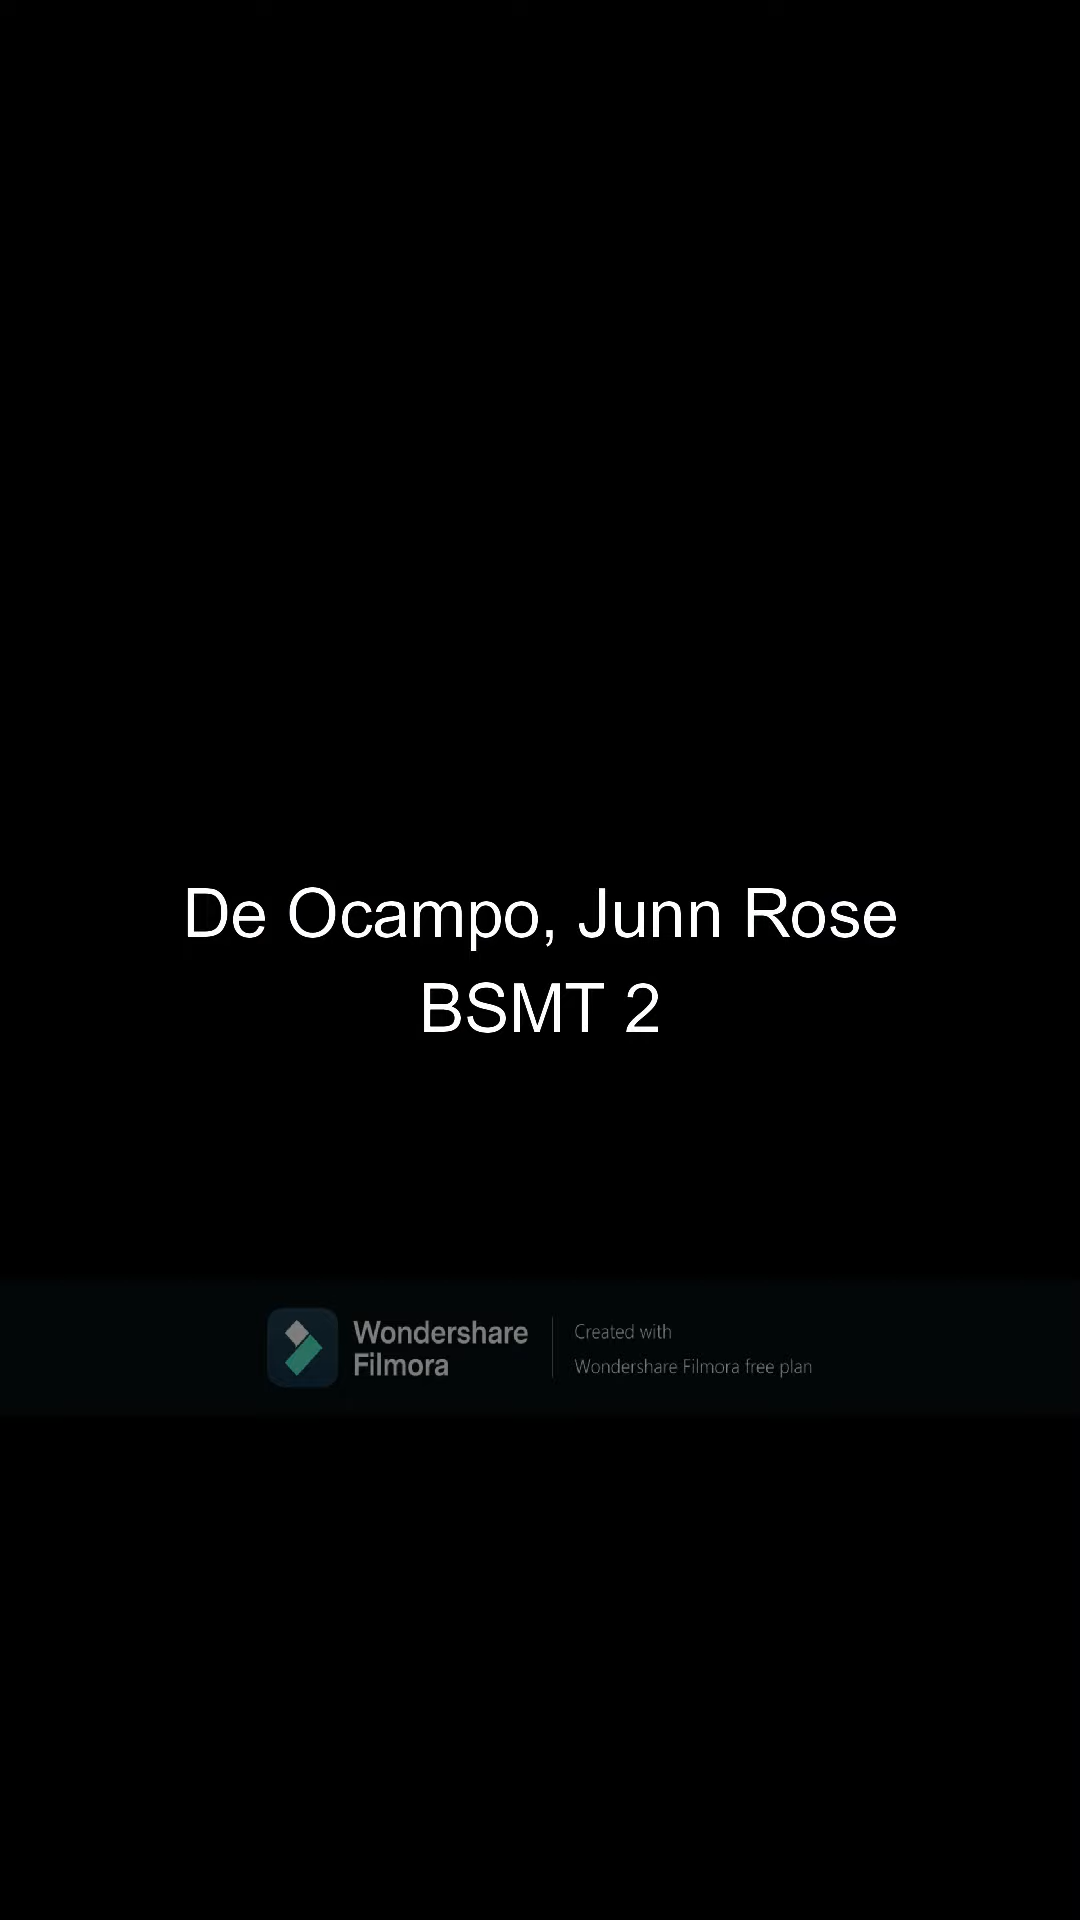 De Ocampo, Junn Rose
BSMT 2
Wondershare
Filmora
Created with
Wondershare Filmora free plan